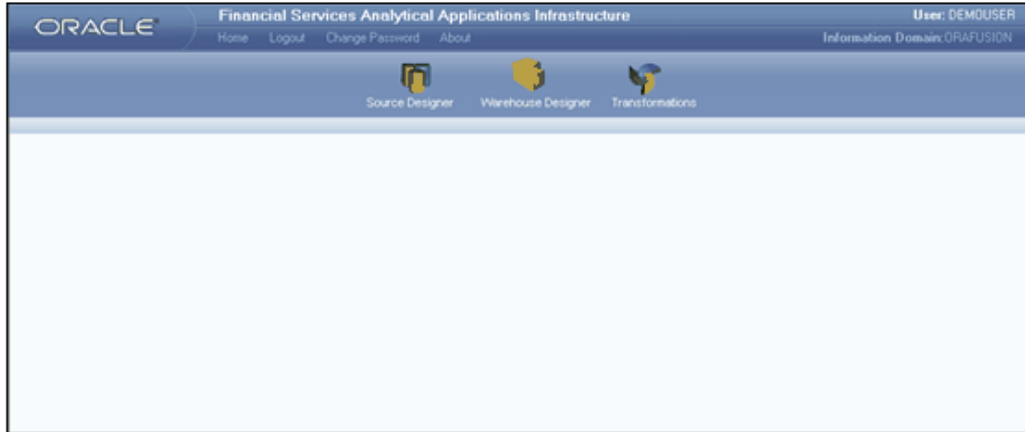 ORACLE®
Financial Services Analytical Applications Infrastructure
User: DEMOUSER
Home Logout Change Password About
Information Domain:ORAFUSION
Source Designer Warehouse Designer Transformations